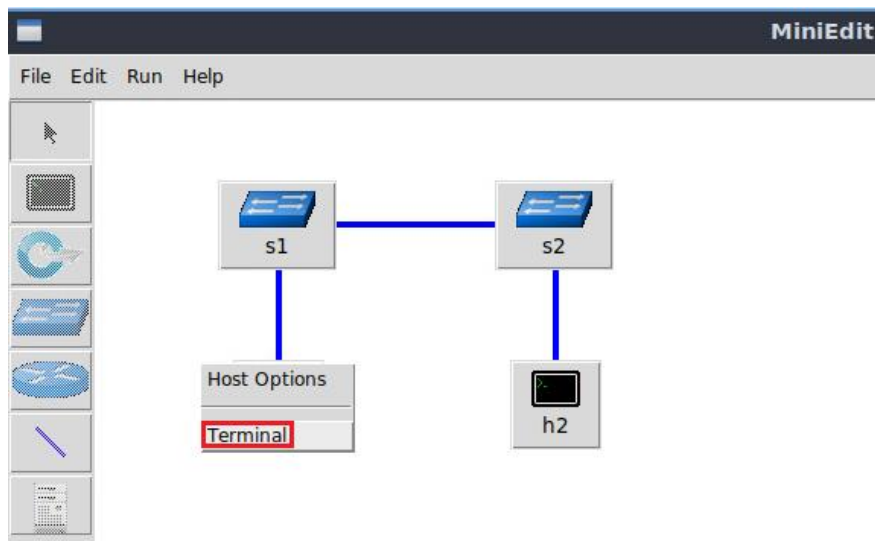 MiniEdit
File Edit Run Help
s1
s2
Host Options
Terminal
h2